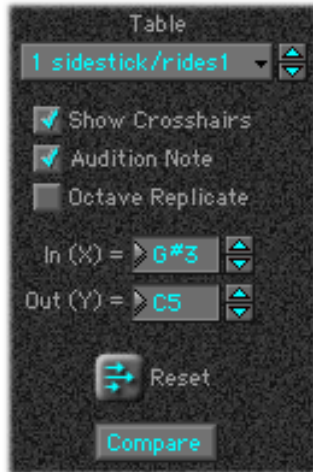 Table
1 sidestick/rides1
Show Crosshairs
Audition Note
Octave Replicate
In (X) = G#3
Out (Y) = C5
Reset
Compare